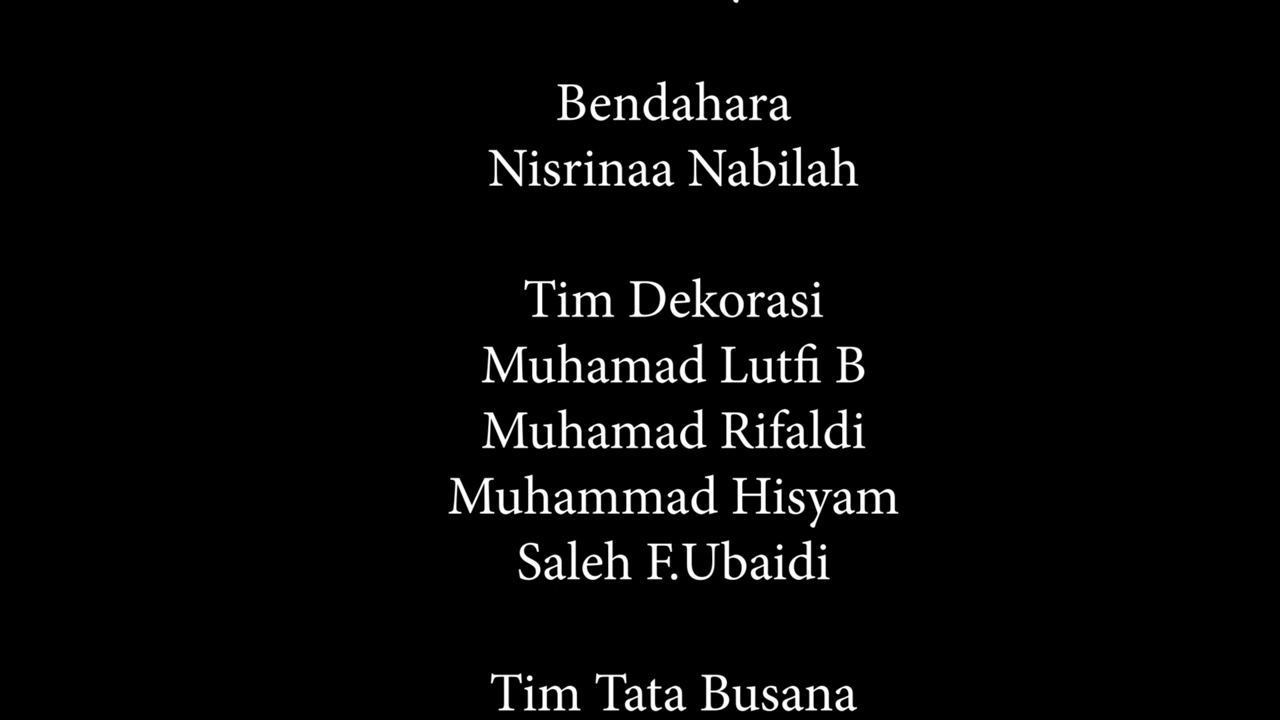 Bendahara
Nisrinaa Nabilah
Tim Dekorasi
Muhamad Lutfi B
Muhamad Rifaldi
Muhammad Hisyam
Saleh F.Ubaidi
Tim Tata Busana